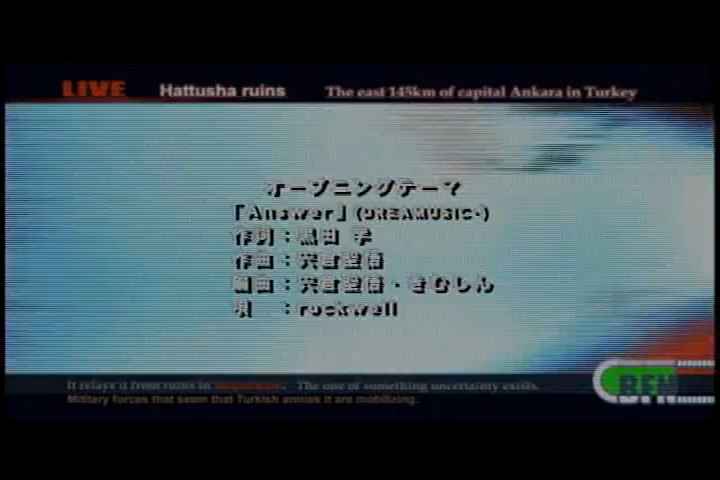 LIVE Hattusha ruins The east 145km of capital Ankara in Turkey
オープニングテーマ
「Answer」(DREAMUSIC・)
作詞：黒田 学
作曲：宍倉聖悟
編曲：宍倉聖悟・きむしん
唄 ：rockwell
It relays it from ruins in The one of something uncertainty exists.
Military forces that seem that Turkish armies it are mobilizing.
BFN